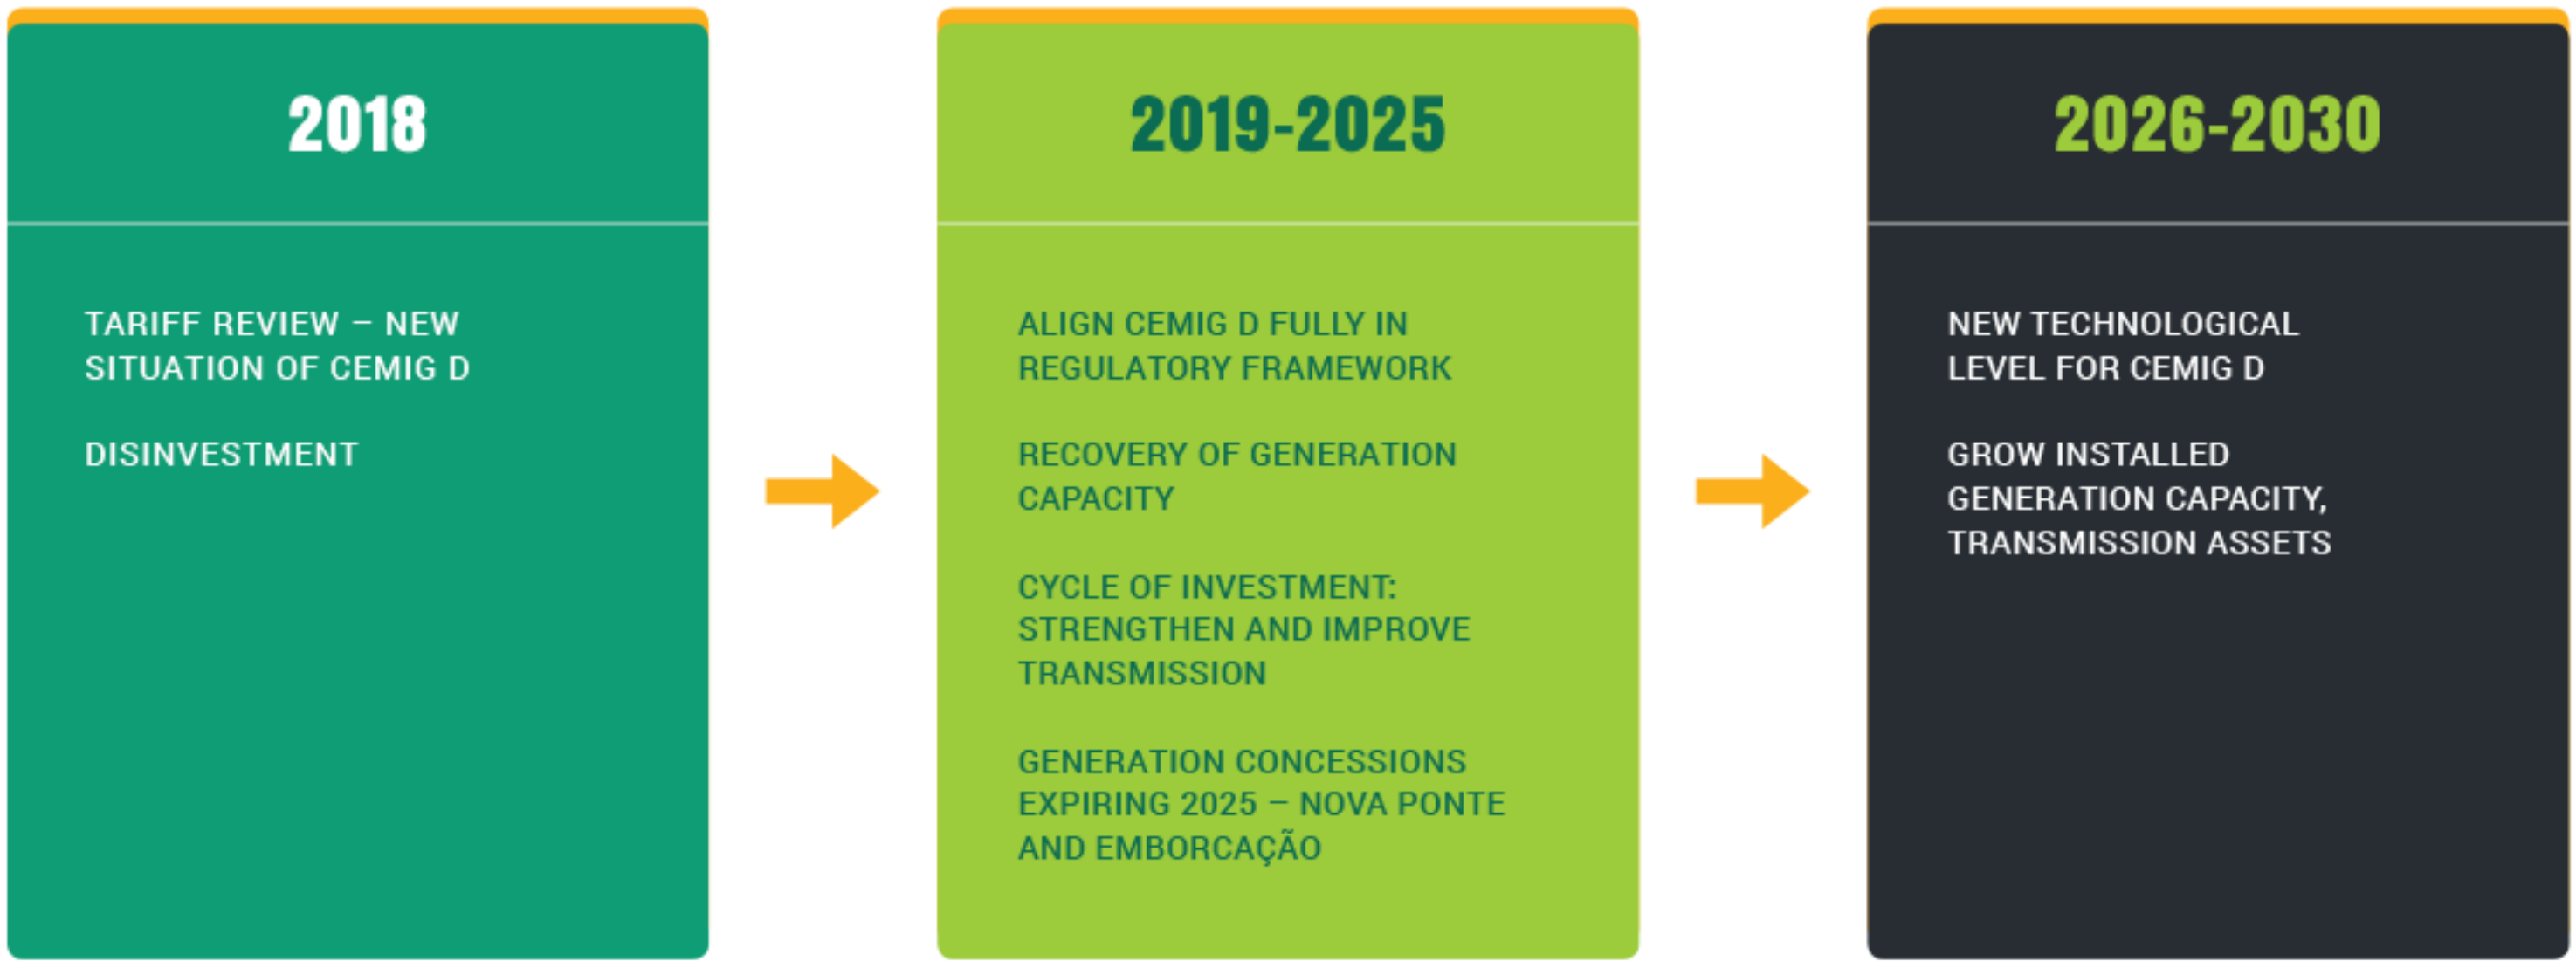 2018
TARIFF REVIEW – NEW
SITUATION OF CEMIG D
DISINVESTMENT
2019-2025
ALIGN CEMIG D FULLY IN
REGULATORY FRAMEWORK
RECOVERY OF GENERATION
CAPACITY
CYCLE OF INVESTMENT:
STRENGTHEN AND IMPROVE
TRANSMISSION
GENERATION CONCESSIONS
EXPIRING 2025 – NOVA PONTE
AND EMBORCAÇÃO
2026-2030
NEW TECHNOLOGICAL
LEVEL FOR CEMIG D
GROW INSTALLED
GENERATION CAPACITY,
TRANSMISSION ASSETS